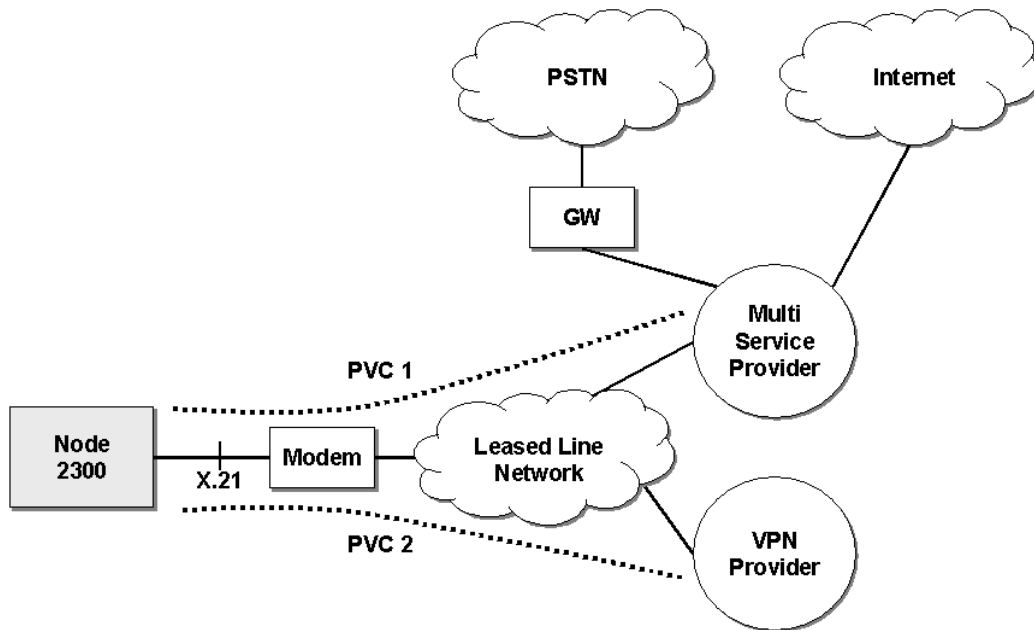 PSTN
Internet
GW
Multi
Service
Provider
PVC 1
Node
2300
X.21
Modem
Leased Line
Network
PVC 2
VPN
Provider